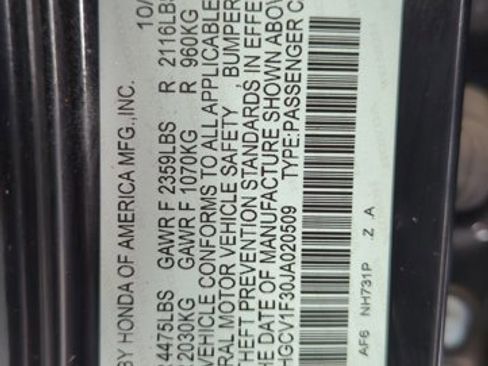 BY HONDA OF AMERICA MFG.,INC. 10/
4475LBS GAWR F 2359LBS R 2116LBS
2030KG GAWR F 1070KG R 960KG
VEHICLE CONFORMS TO ALL APPLICABLE
RAL MOTOR VEHICLE SAFETY, BUMPER
THEFT PREVENTION STANDARDS IN EFFE
HE DATE OF MANUFACTURE SHOWN ABOV
HGCV1F30JA020509 TYPE:PASSENGER C
AF6 NH731P Z A